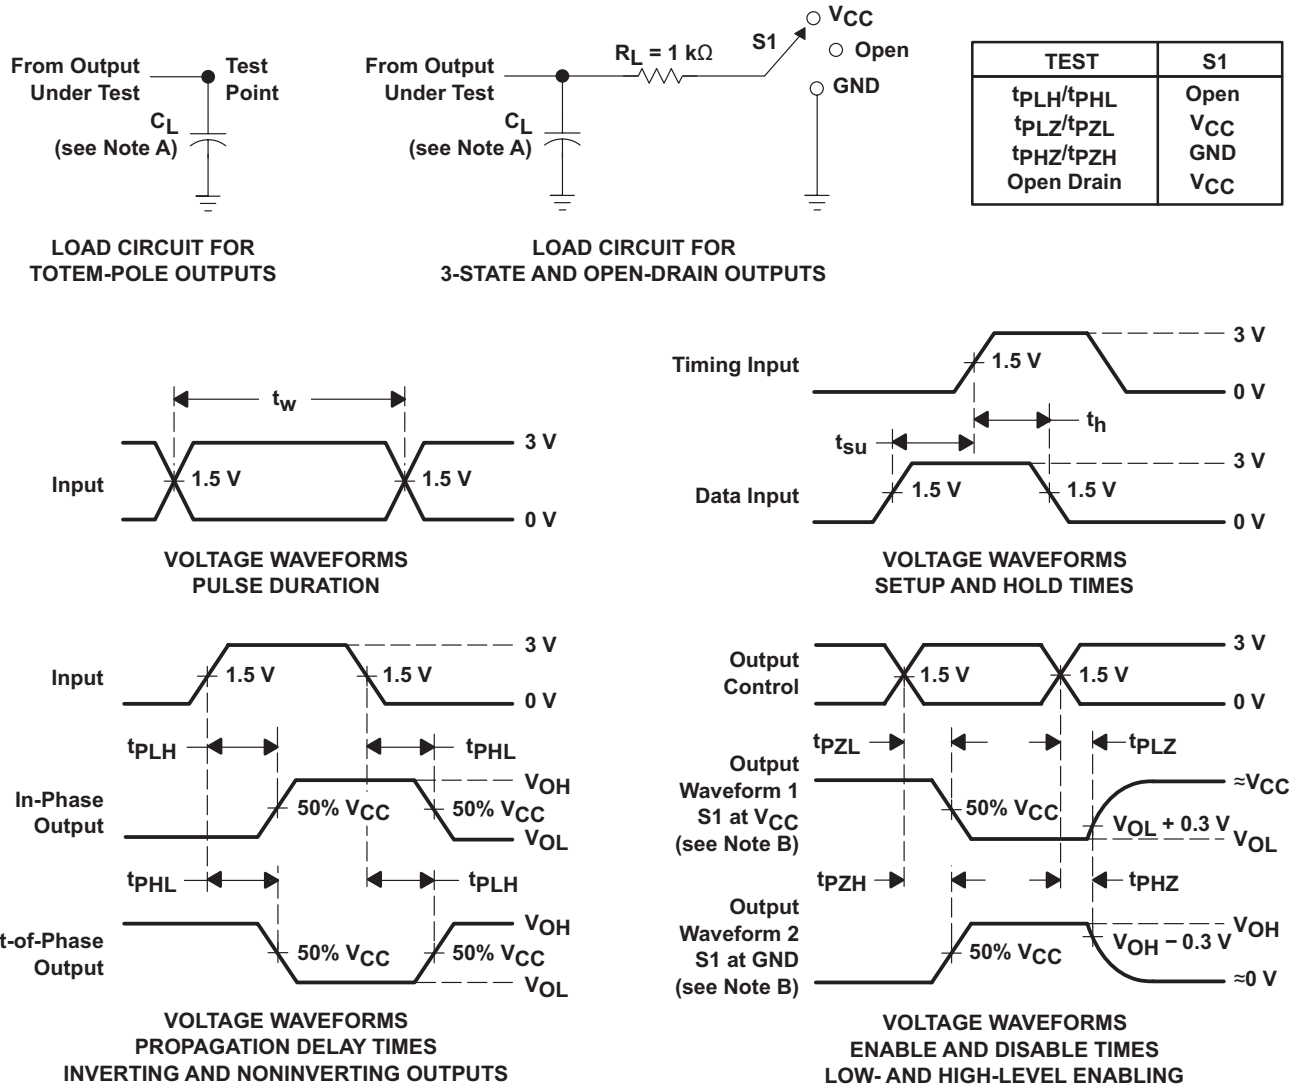 From Output
Under Test
Test
Point
CL
(see Note A)
LOAD CIRCUIT FOR
TOTEM-POLE OUTPUTS
From Output
Under Test
RL = 1 kΩ
S1
VCC
Open
GND
CL
(see Note A)
LOAD CIRCUIT FOR
3-STATE AND OPEN-DRAIN OUTPUTS
TEST S1
tPLH/tPHL Open
tPLZ/tPZL VCC
tPHZ/tPZH GND
Open Drain VCC
tw
Input
1.5 V
1.5 V
3 V
0 V
VOLTAGE WAVEFORMS
PULSE DURATION
Timing Input
1.5 V
3 V
0 V
tsu
th
Data Input
1.5 V
1.5 V
3 V
0 V
VOLTAGE WAVEFORMS
SETUP AND HOLD TIMES
Input
1.5 V
1.5 V
3 V
0 V
tPLH
tPHL
In-Phase
Output
50% VCC
50% VCC
VOH
VOL
tPHL
tPLH
t-of-Phase
Output
50% VCC
50% VCC
VOH
VOL
VOLTAGE WAVEFORMS
PROPAGATION DELAY TIMES
INVERTING AND NONINVERTING OUTPUTS
Output
Control
1.5 V
1.5 V
3 V
0 V
tPZL
tPLZ
Output
Waveform 1
S1 at VCC
(see Note B)
50% VCC
VOL + 0.3 V
≈VCC
VOL
tPZH
tPHZ
Output
Waveform 2
S1 at GND
(see Note B)
50% VCC
VOH − 0.3 V
VOH
≈0 V
VOLTAGE WAVEFORMS
ENABLE AND DISABLE TIMES
LOW- AND HIGH-LEVEL ENABLING